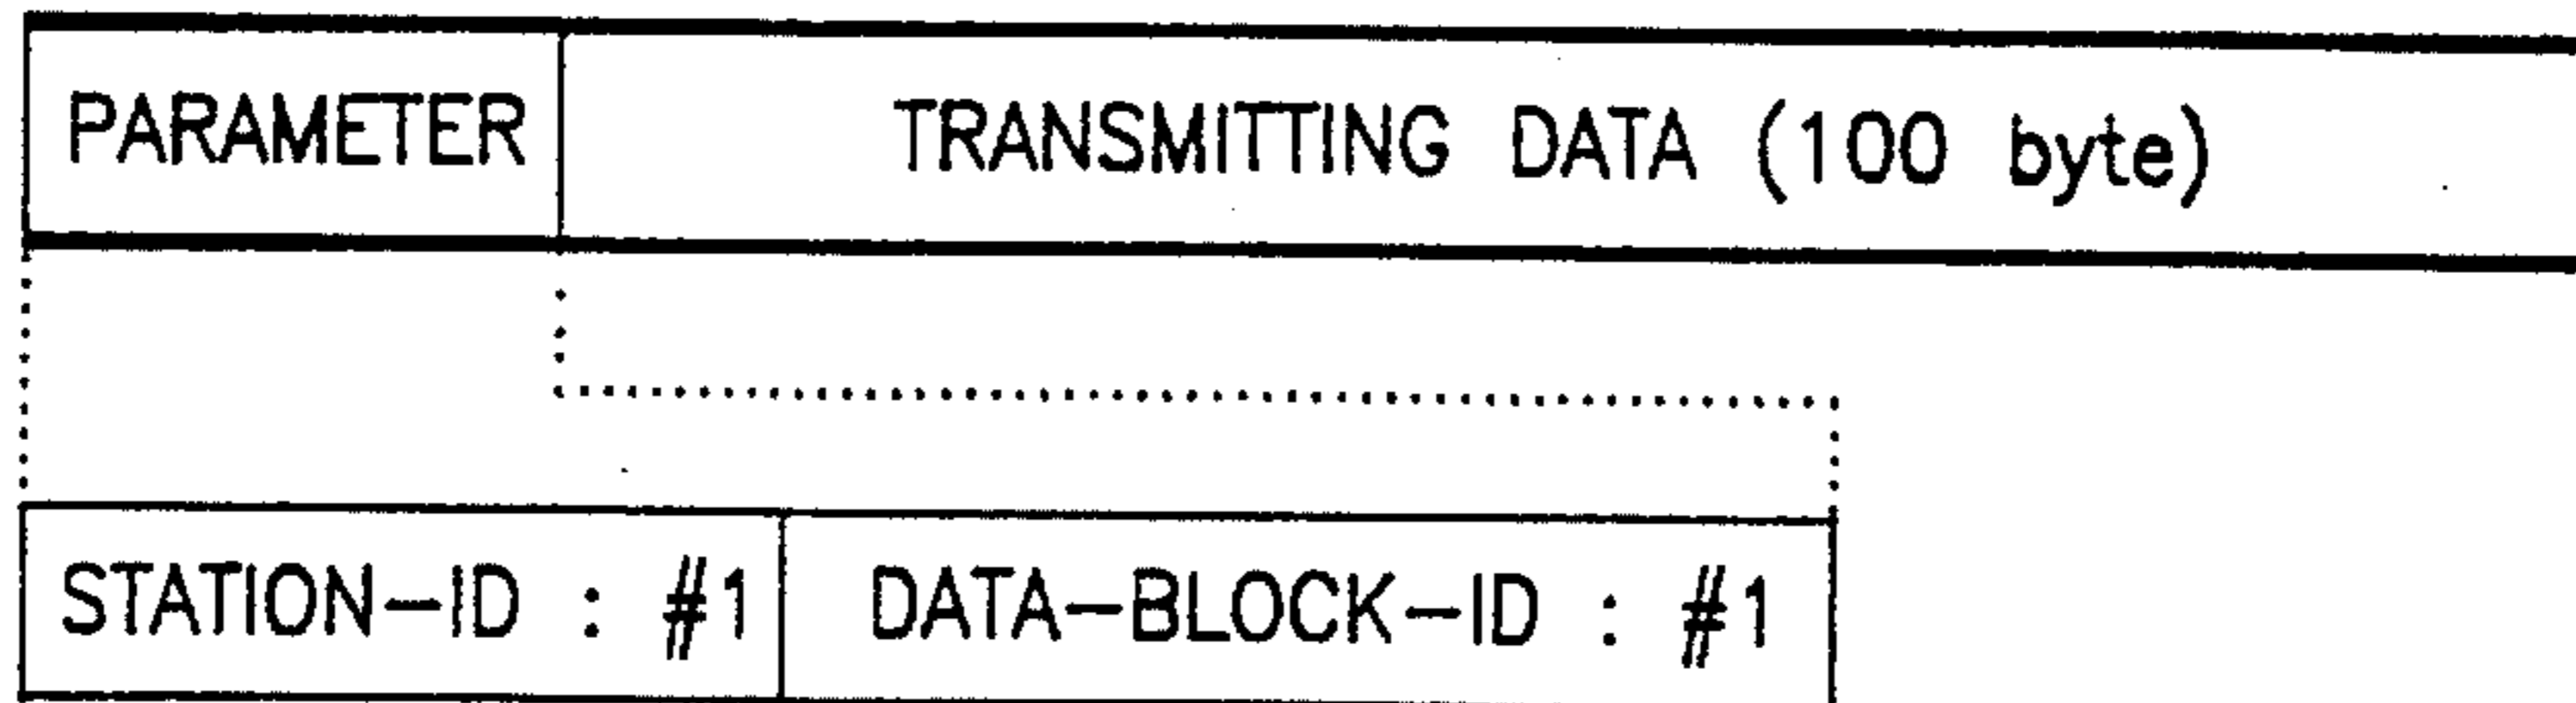 PARAMETER TRANSMITTING DATA (100 byte)
STATION-ID : #1 DATA-BLOCK-ID : #1